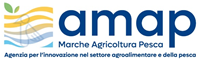 amap
Marche Agricoltura Pesca
Agenzia per l'innovazione nel settore agroalimentare e della pesca